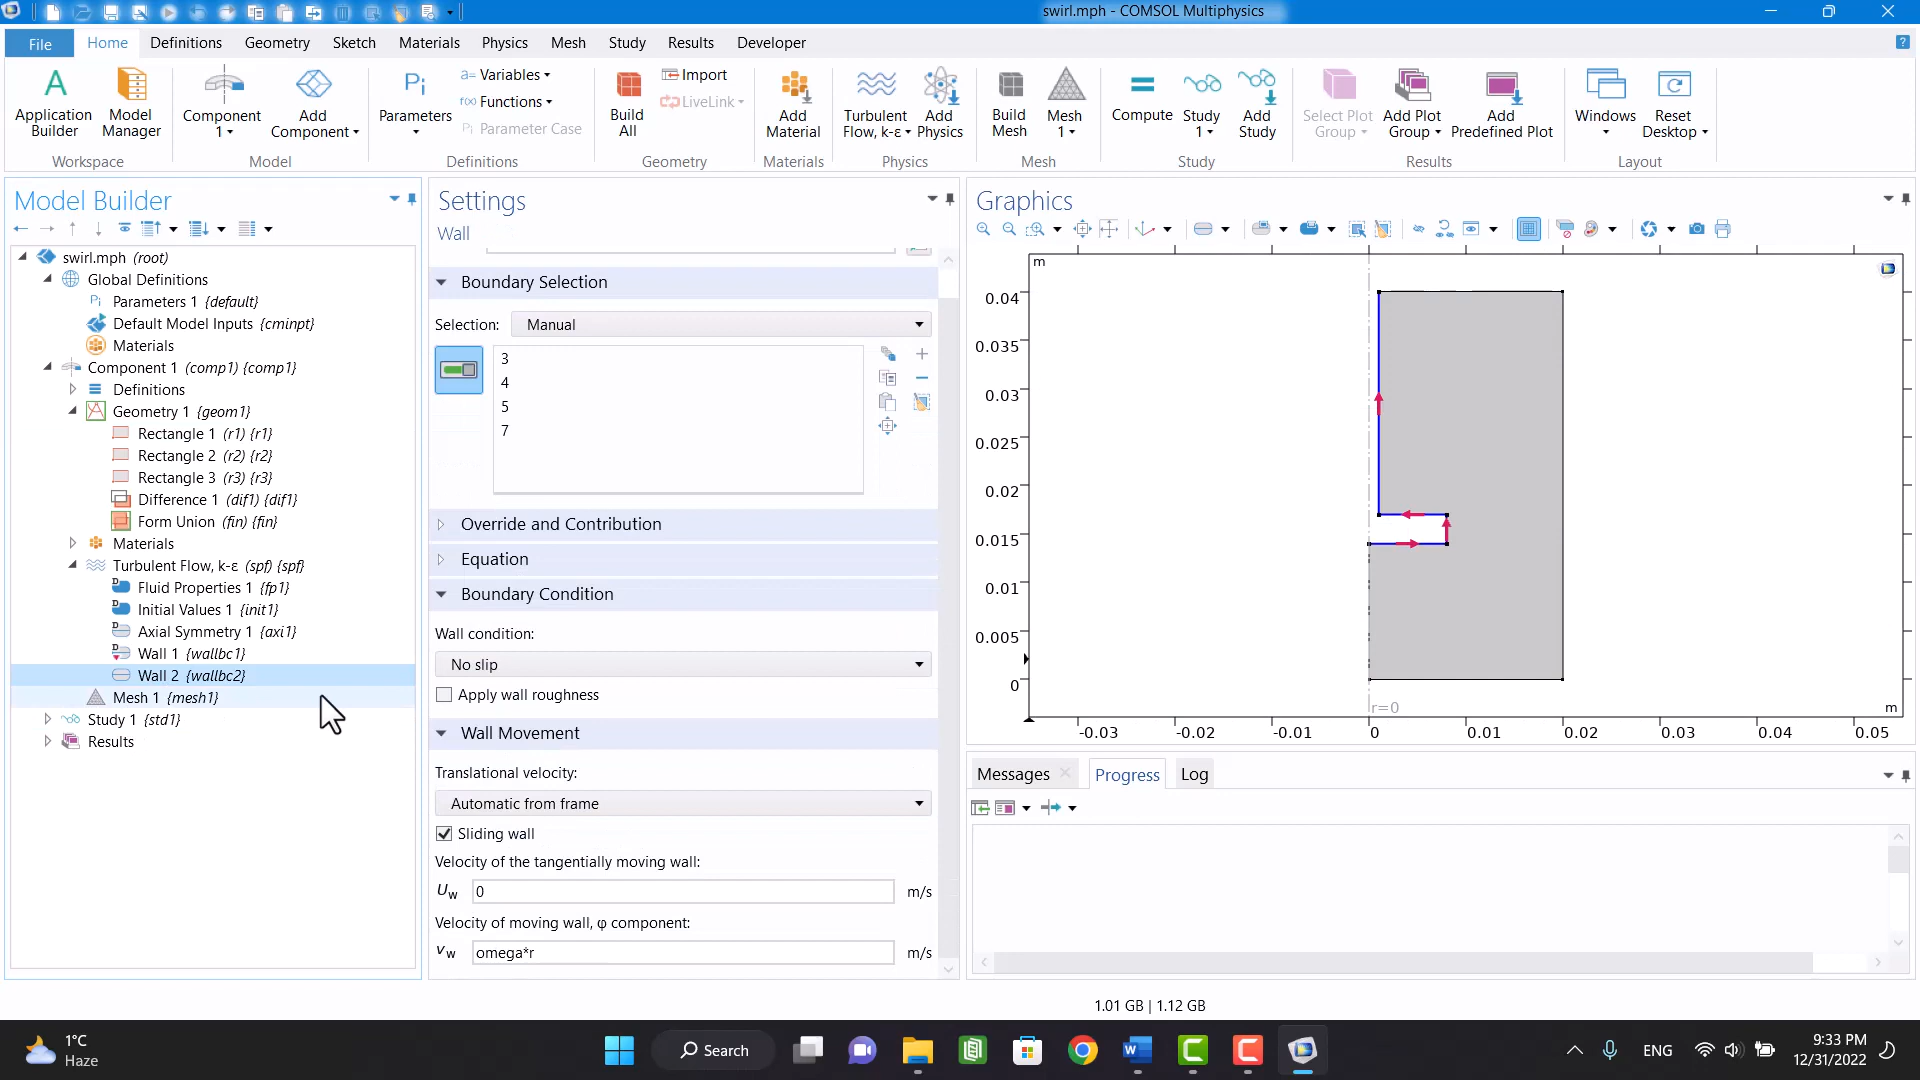 swirl.mph - COMSOL Multiphysics
File
Home
Definitions
Geometry
Sketch
Materials
Physics
Mesh
Study
Results
Developer
Application
Builder
Model
Manager
Workspace
Component
1
Add
Component
Model
Pi
Parameters
a= Variables
f(x) Functions
Pi Parameter Case
Definitions
Build
All
Import
LiveLink
Geometry
Add
Material
Materials
Turbulent
Flow, k-ε
Add
Physics
Physics
Build
Mesh
Mesh
1
Mesh
Compute
Study
1
Add
Study
Study
Select Plot
Group
Add Plot
Group
Add
Predefined Plot
Results
Windows
Reset
Desktop
Layout
Model Builder
swirl.mph (root)
Global Definitions
Pi Parameters 1 {default}
Default Model Inputs {cminpt}
Materials
Component 1 (comp1) {comp1}
Definitions
Geometry 1 {geom1}
Rectangle 1 (r1) {r1}
Rectangle 2 (r2) {r2}
Rectangle 3 (r3) {r3}
Difference 1 (dif1) {dif1}
Form Union (fin) {fin}
Materials
Turbulent Flow, k-ε (spf) {spf}
Fluid Properties 1 {fp1}
Initial Values 1 {init1}
Axial Symmetry 1 {axi1}
Wall 1 {wallbc1}
Wall 2 {wallbc2}
Mesh 1 {mesh1}
Study 1 {std1}
Results
Settings
Wall
Boundary Selection
Selection: Manual
3
4
5
7
Override and Contribution
Equation
Boundary Condition
Wall condition:
No slip
Apply wall roughness
Wall Movement
Translational velocity:
Automatic from frame
Sliding wall
Velocity of the tangentially moving wall:
Uw 0 m/s
Velocity of moving wall, φ component:
vw omega*r m/s
Graphics
m
0.04
0.035
0.03
0.025
0.02
0.015
0.01
0.005
0
r=0
m
-0.03 -0.02 -0.01 0 0.01 0.02 0.03 0.04 0.05
Messages
Progress
Log
1.01 GB | 1.12 GB
1°C
Haze
Search
ENG
9:33 PM
12/31/2022